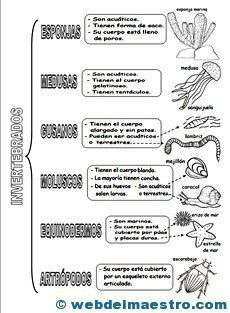 INVERTEBRADOS
ESPONJAS
- Son acuáticos.
- Tienen forma de saco.
- Su cuerpo está lleno
de poros.
esponja marina
MEDUSAS
- Son acuáticos.
- Tienen el cuerpo
gelatinoso.
- Tienen tentáculos.
medusa
sanguijuela
GUSANOS
- Tienen el cuerpo
alargado y sin patas.
- Pueden ser acuáticos
o terrestres.
lombriz
mejillón
MOLUSCOS
- Tienen el cuerpo blando.
- La mayoría tienen concha.
- De sus huevos
salen larvas.
- Son acuáticos
o terrestres.
caracol
EQUINODERMOS
- Son marinos.
- Su cuerpo está
cubierto por púas
y placas duras.
erizo de mar
estrella
de mar
ARTRÓPODOS
- Su cuerpo está cubierto
por un esqueleto externo
articulado.
escarabajo
© webdelmaestro.com